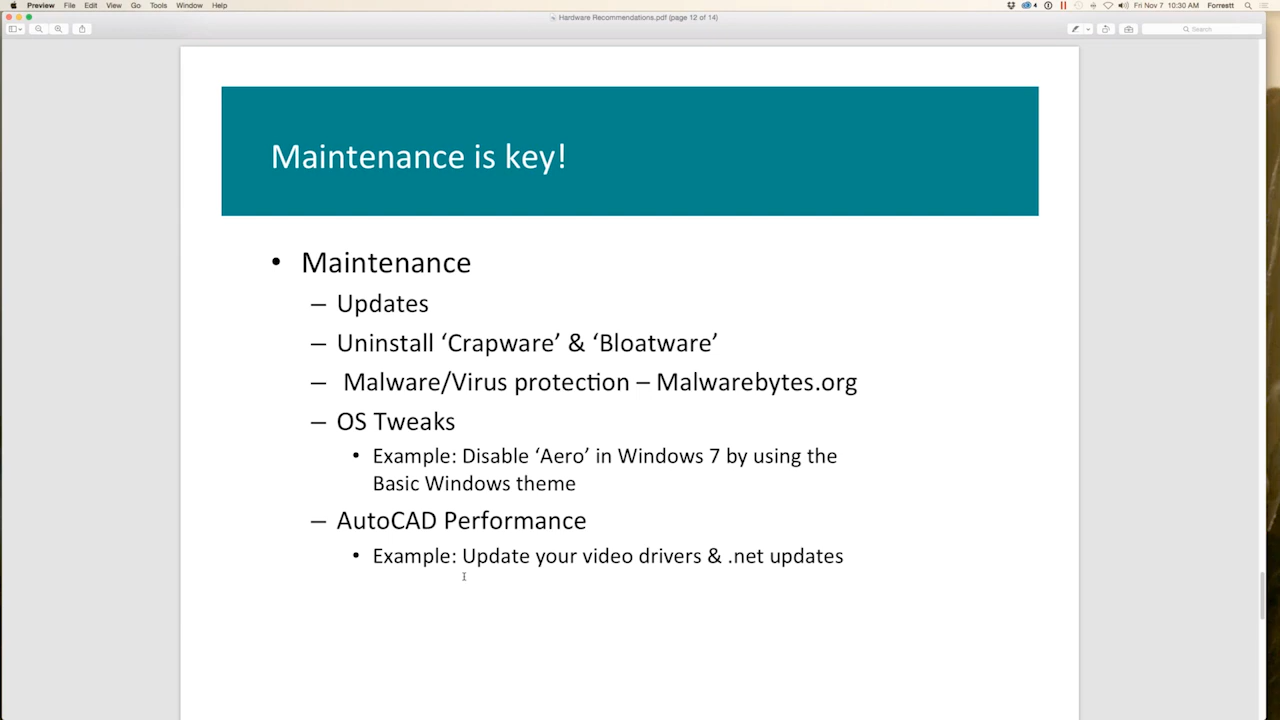 Preview File Edit View Go Tools Window Help
4 Fri Nov 7 10:30 AM Forrestt
Hardware Recommendations.pdf (page 12 of 14)
Search
Maintenance is key!
• Maintenance
– Updates
– Uninstall ‘Crapware’ & ‘Bloatware’
– Malware/Virus protection – Malwarebytes.org
– OS Tweaks
• Example: Disable ‘Aero’ in Windows 7 by using the
Basic Windows theme
– AutoCAD Performance
• Example: Update your video drivers & .net updates